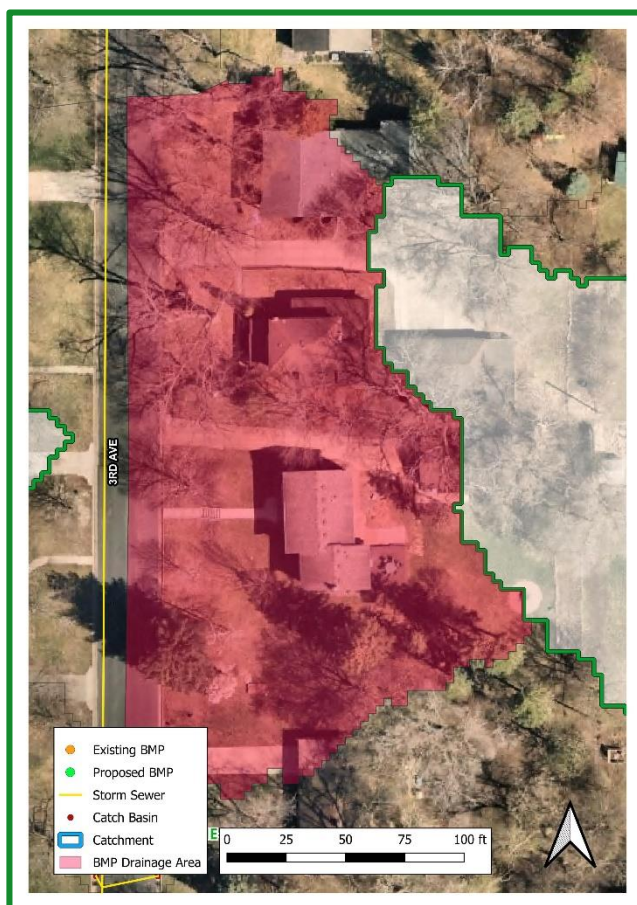 3RD AVE
Existing BMP
Proposed BMP
Storm Sewer
Catch Basin
Catchment
BMP Drainage Area
E
0 25 50 75 100 ft